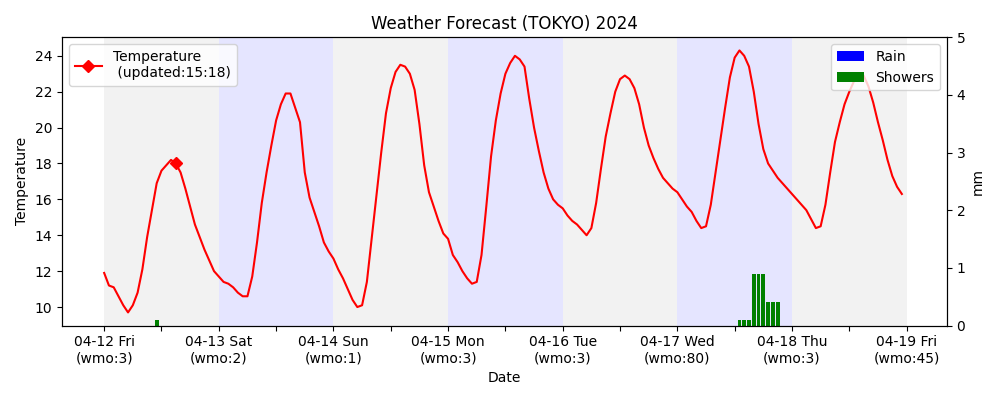 Weather Forecast (TOKYO) 2024
Temperature
(updated:15:18)
Rain
Showers
Temperature
24
22
20
18
16
14
12
10
5
4
3
2
1
0
mm
04-12 Fri
(wmo:3)
04-13 Sat
(wmo:2)
04-14 Sun
(wmo:1)
04-15 Mon
(wmo:3)
04-16 Tue
(wmo:3)
04-17 Wed
(wmo:80)
04-18 Thu
(wmo:3)
04-19 Fri
(wmo:45)
Date